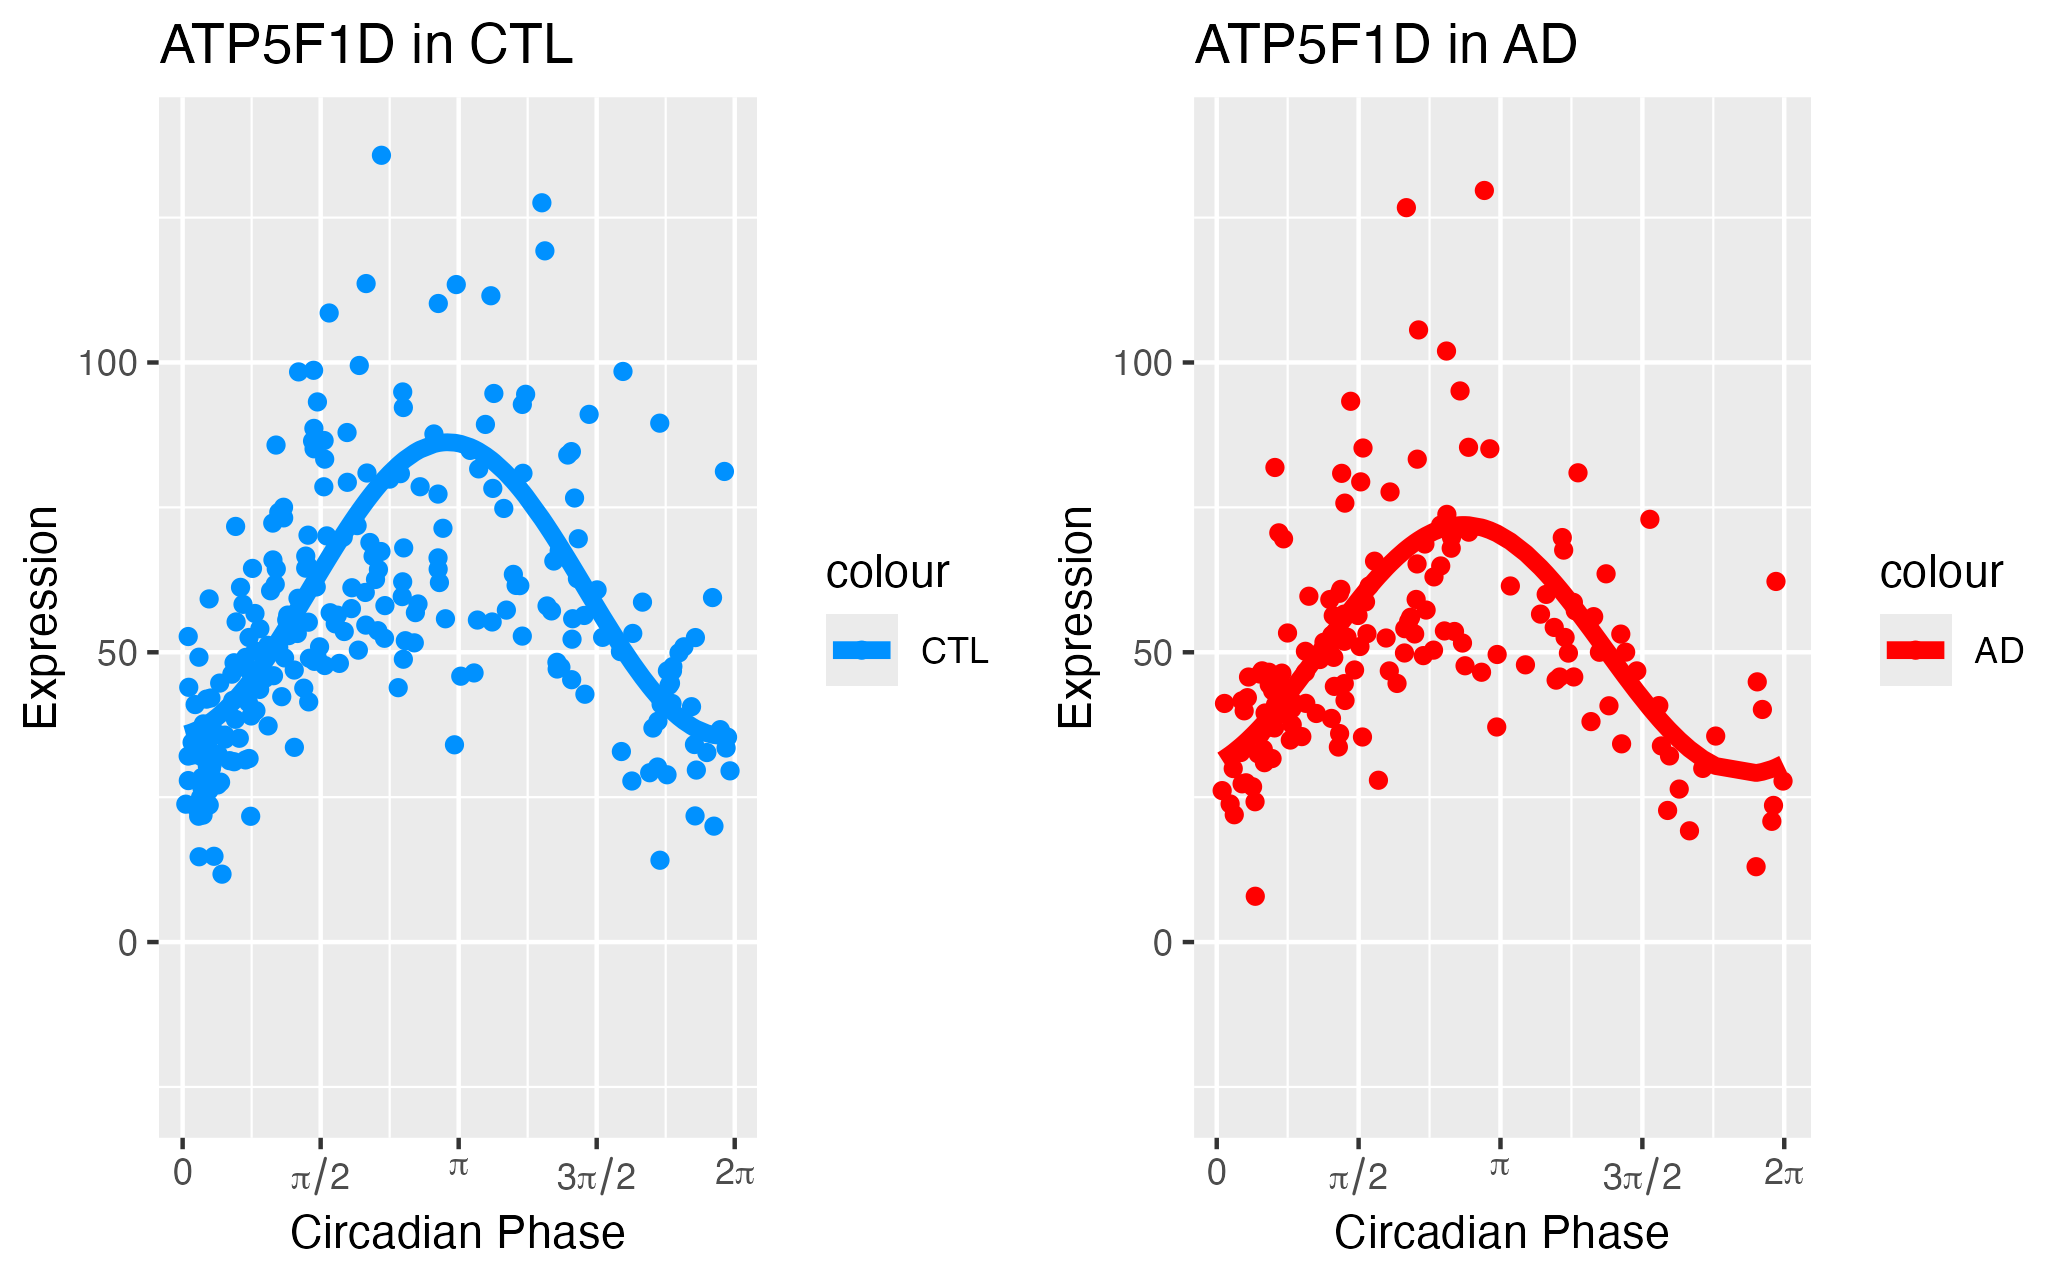 ATP5F1D in CTL
Expression
100
50
0
0 π/2 π 3π/2 2π
Circadian Phase
colour
CTL
ATP5F1D in AD
Expression
100
50
0
0 π/2 π 3π/2 2π
Circadian Phase
colour
AD